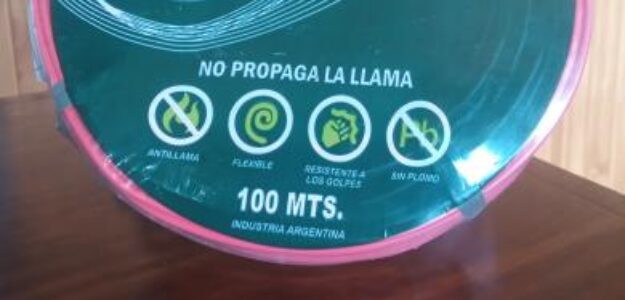 NO PROPAGA LA LLAMA
Pb
ANTILLAMA
FLEXIBLE
RESISTENTE A
LOS GOLPES
SIN PLOMO
100 MTS.
INDUSTRIA ARGENTINA